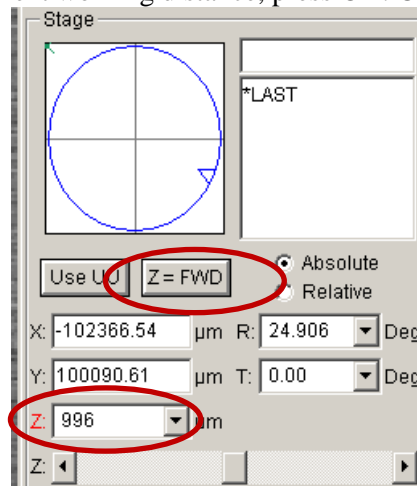 Stage
*LAST
Use UU Z = FWD Absolute
Relative
X: -102366.54 µm R: 24.906 Deg
Y: 100090.61 µm T: 0.00 Deg
Z: 996 µm
Z: